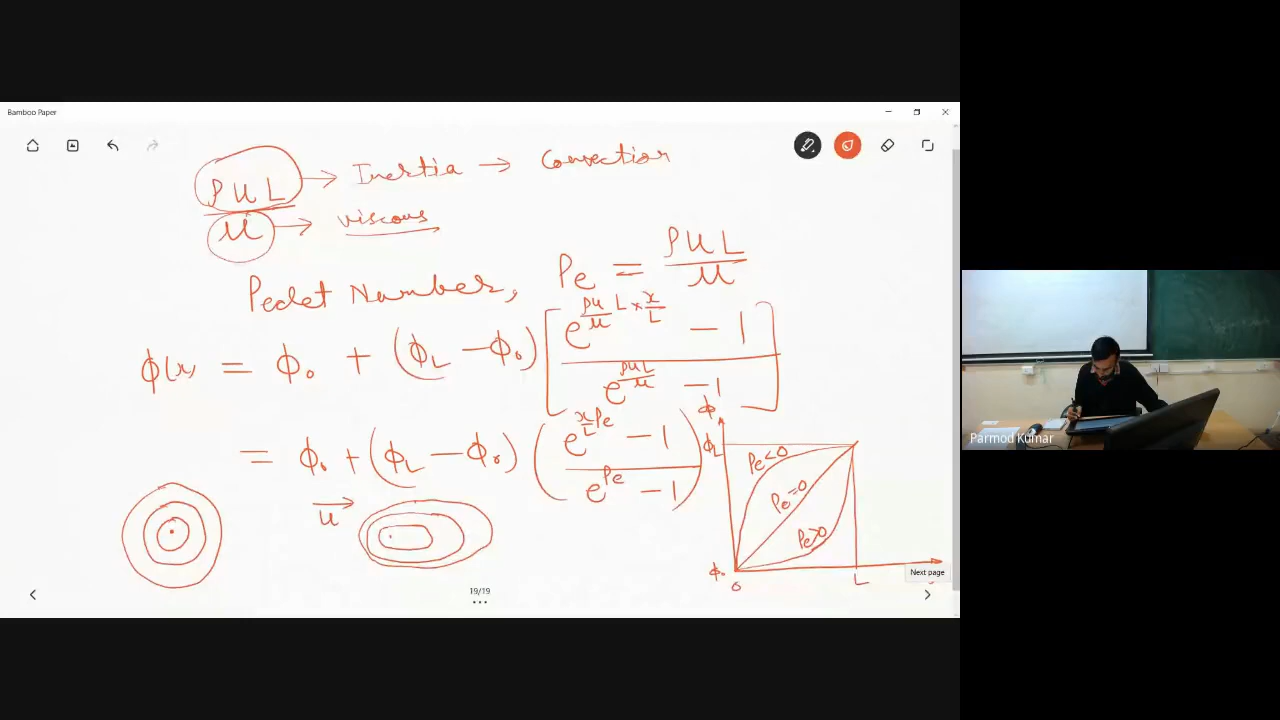 Bamboo Paper
ρUL → Inertia → Convection
μ → viscous
Peclet Number, Pe = ρUL/μ
φ(x) = φ₀ + (φL − φ₀) [e^(ρu/μ L × x/L) − 1 / e^(ρUL/μ) − 1]
= φ₀ + (φL − φ₀) (e^(x/L Pe) − 1 / e^(Pe) − 1)
u
φ
φL
Pe<0
Pe=0
Pe>0
φ₀
0
L
Next page
19/19
Parmod Kumar